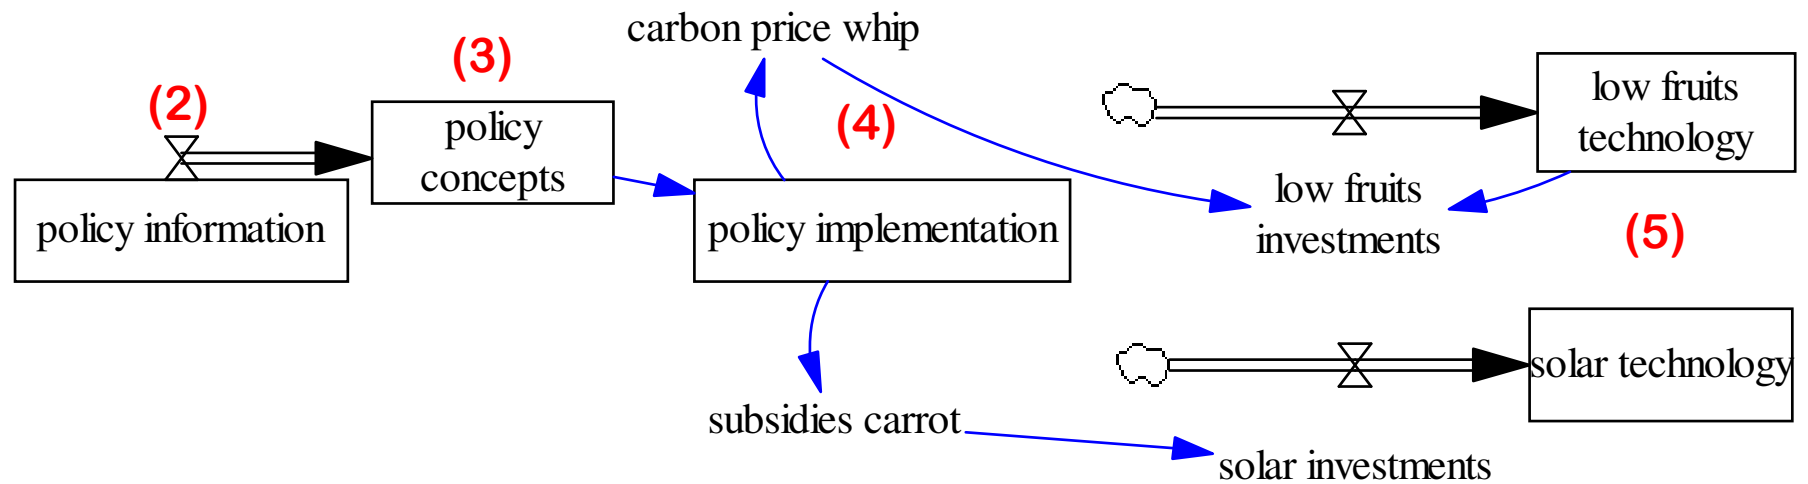 carbon price whip
(3)
(2)
(4)
policy
concepts
low fruits
technology
policy information
policy implementation
low fruits
investments
(5)
solar technology
subsidies carrot
solar investments